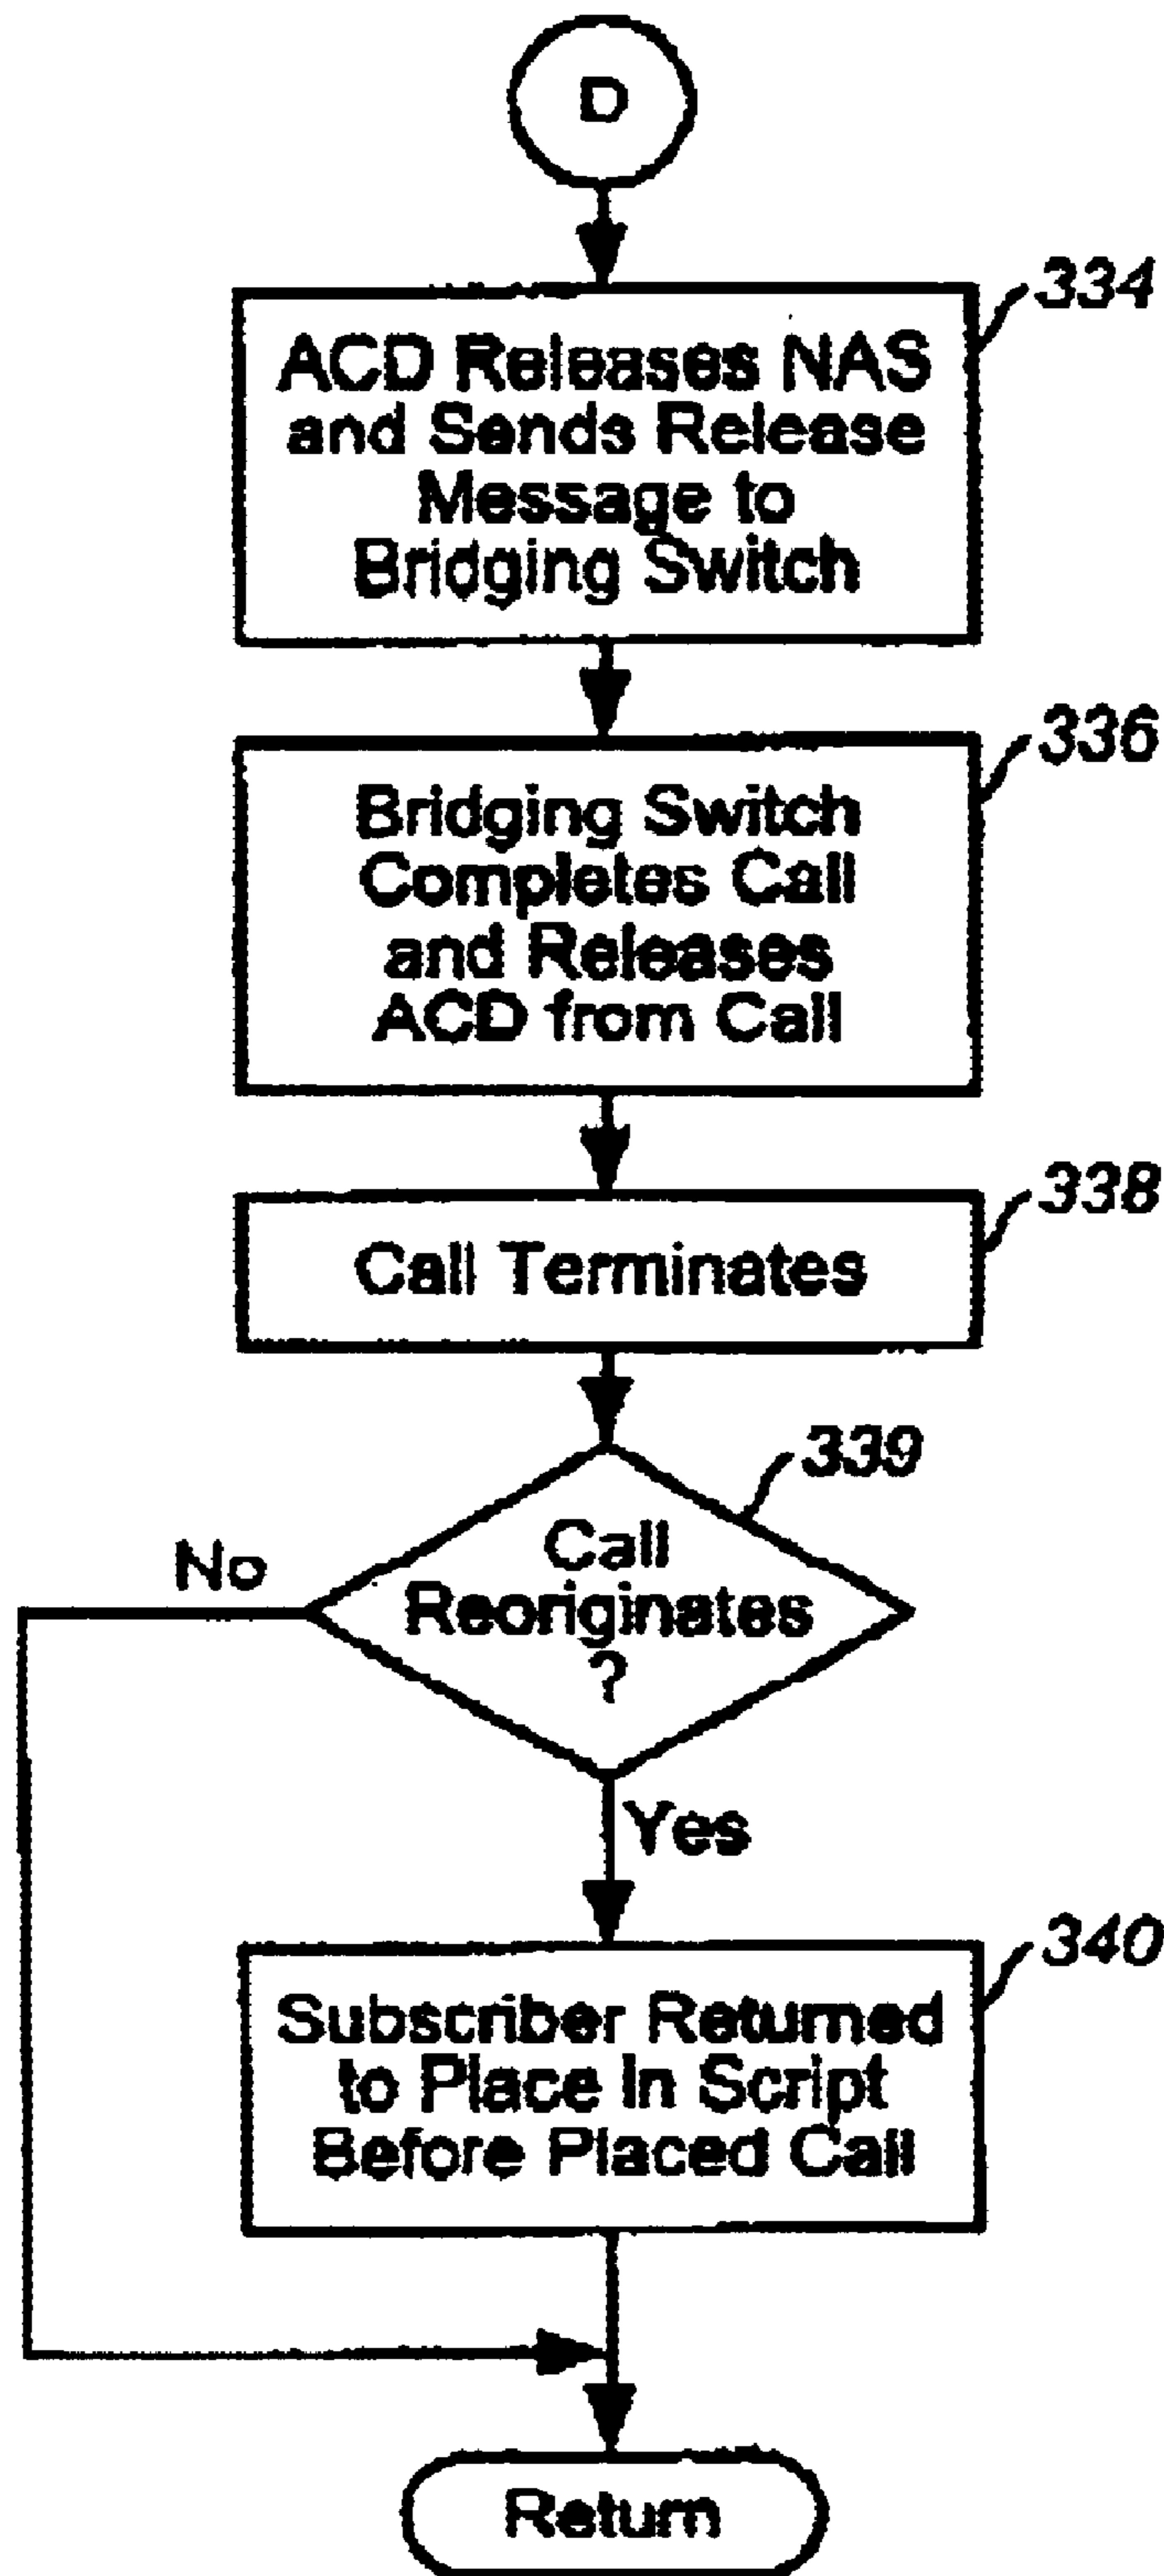 D
334
ACD Releases NAS
and Sends Release
Message to
Bridging Switch
336
Bridging Switch
Completes Call
and Releases
ACD from Call
338
Call Terminates
339
Call
Reoriginates
?
No
Yes
340
Subscriber Returned
to Place In Script
Before Placed Call
Return